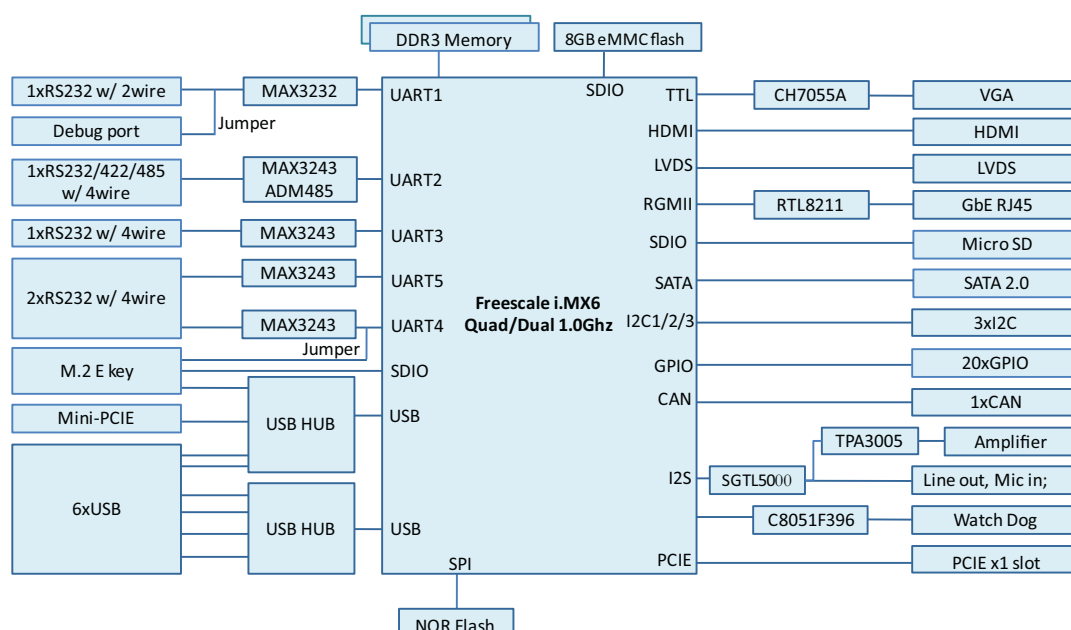 DDR3 Memory
8GB eMMC flash
1xRS232 w/ 2wire
MAX3232
UART1
SDIO
TTL
CH7055A
VGA
Debug port
Jumper
HDMI
HDMI
1xRS232/422/485
w/ 4wire
MAX3243
ADM485
UART2
LVDS
LVDS
RGMII
RTL8211
GbE RJ45
1xRS232 w/ 4wire
MAX3243
UART3
SDIO
Micro SD
2xRS232 w/ 4wire
MAX3243
UART5
SATA
SATA 2.0
Freescale i.MX6
Quad/Dual 1.0Ghz
MAX3243
UART4
Jumper
I2C1/2/3
3xI2C
M.2 E key
SDIO
GPIO
20xGPIO
Mini-PCIE
USB HUB
USB
CAN
1xCAN
TPA3005
Amplifier
6xUSB
I2S
SGTL5000
Line out, Mic in;
USB HUB
USB
C8051F396
Watch Dog
SPI
PCIE
PCIE x1 slot
NOR Flash